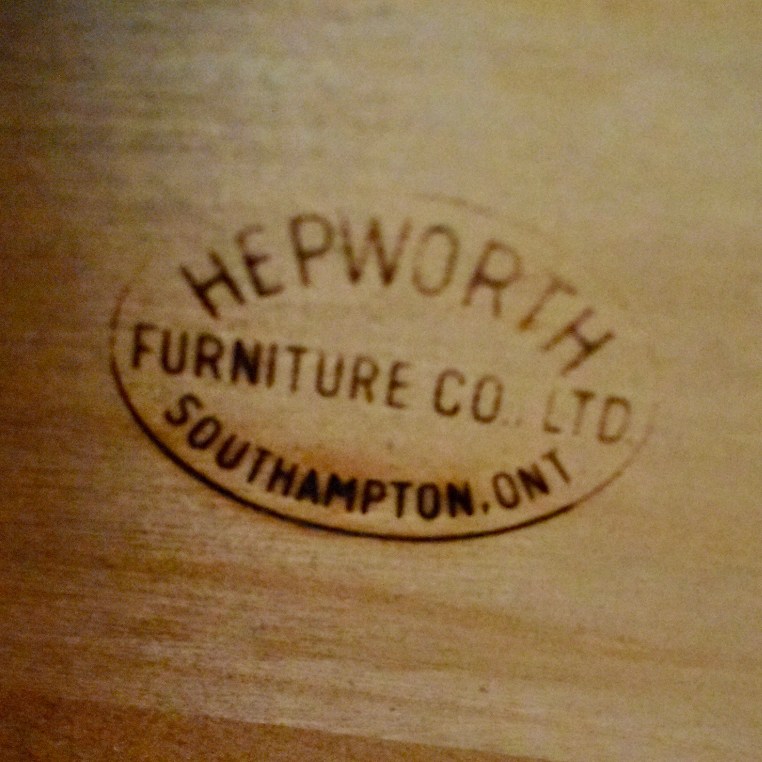 HEPWORTH
FURNITURE CO., LTD.
SOUTHAMPTON, ONT